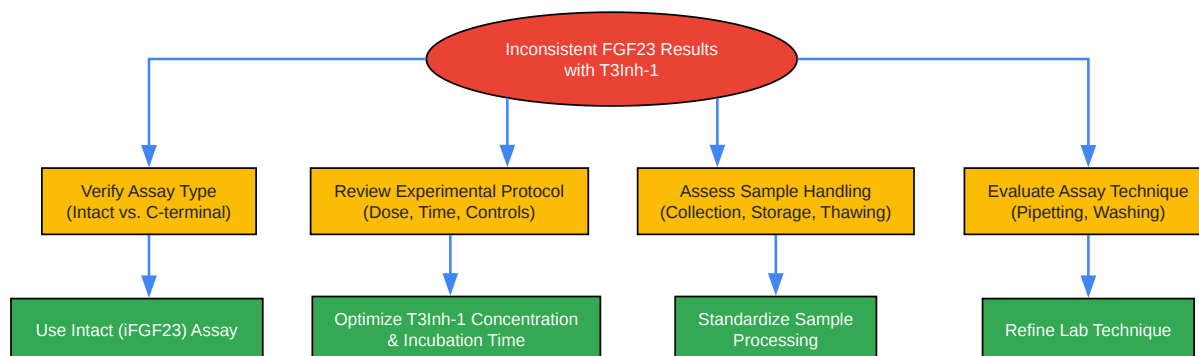 Inconsistent FGF23 Results
with T3Inh-1
Verify Assay Type
(Intact vs. C-terminal)
Review Experimental Protocol
(Dose, Time, Controls)
Assess Sample Handling
(Collection, Storage, Thawing)
Evaluate Assay Technique
(Pipetting, Washing)
Use Intact (iFGF23) Assay
Optimize T3Inh-1 Concentration
& Incubation Time
Standardize Sample
Processing
Refine Lab Technique